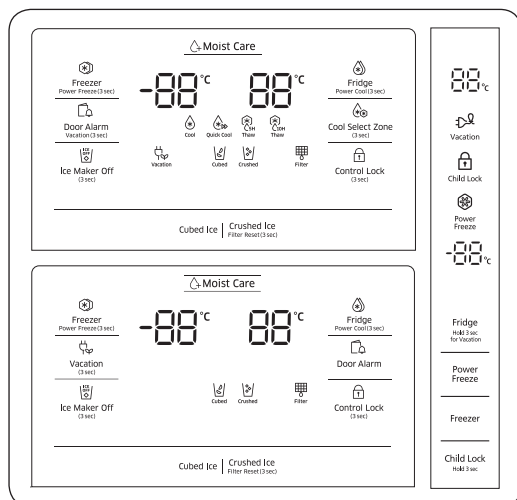 Moist Care
Freezer
Power Freeze (3 sec)
-88°C
88°C
Fridge
Power Cool (3 sec)
Door Alarm
Vacation (3 sec)
Cool
Quick Cool
5H
Thaw
10H
Thaw
Cool Select Zone
(3 sec)
ICE
OFF
Ice Maker Off
(3 sec)
Vacation
Cubed
Crushed
Filter
Control Lock
(3 sec)
Cubed Ice
Crushed Ice
Filter Reset (3 sec)
Moist Care
Freezer
Power Freeze (3 sec)
-88°C
88°C
Fridge
Power Cool (3 sec)
Vacation
(3 sec)
Door Alarm
ICE
OFF
Ice Maker Off
(3 sec)
Cubed
Crushed
Filter
Control Lock
(3 sec)
Cubed Ice
Crushed Ice
Filter Reset (3 sec)
88°C
Vacation
Child Lock
Power
Freeze
-88°C
Fridge
Hold 3 sec
for Vacation
Power
Freeze
Freezer
Child Lock
Hold 3 sec